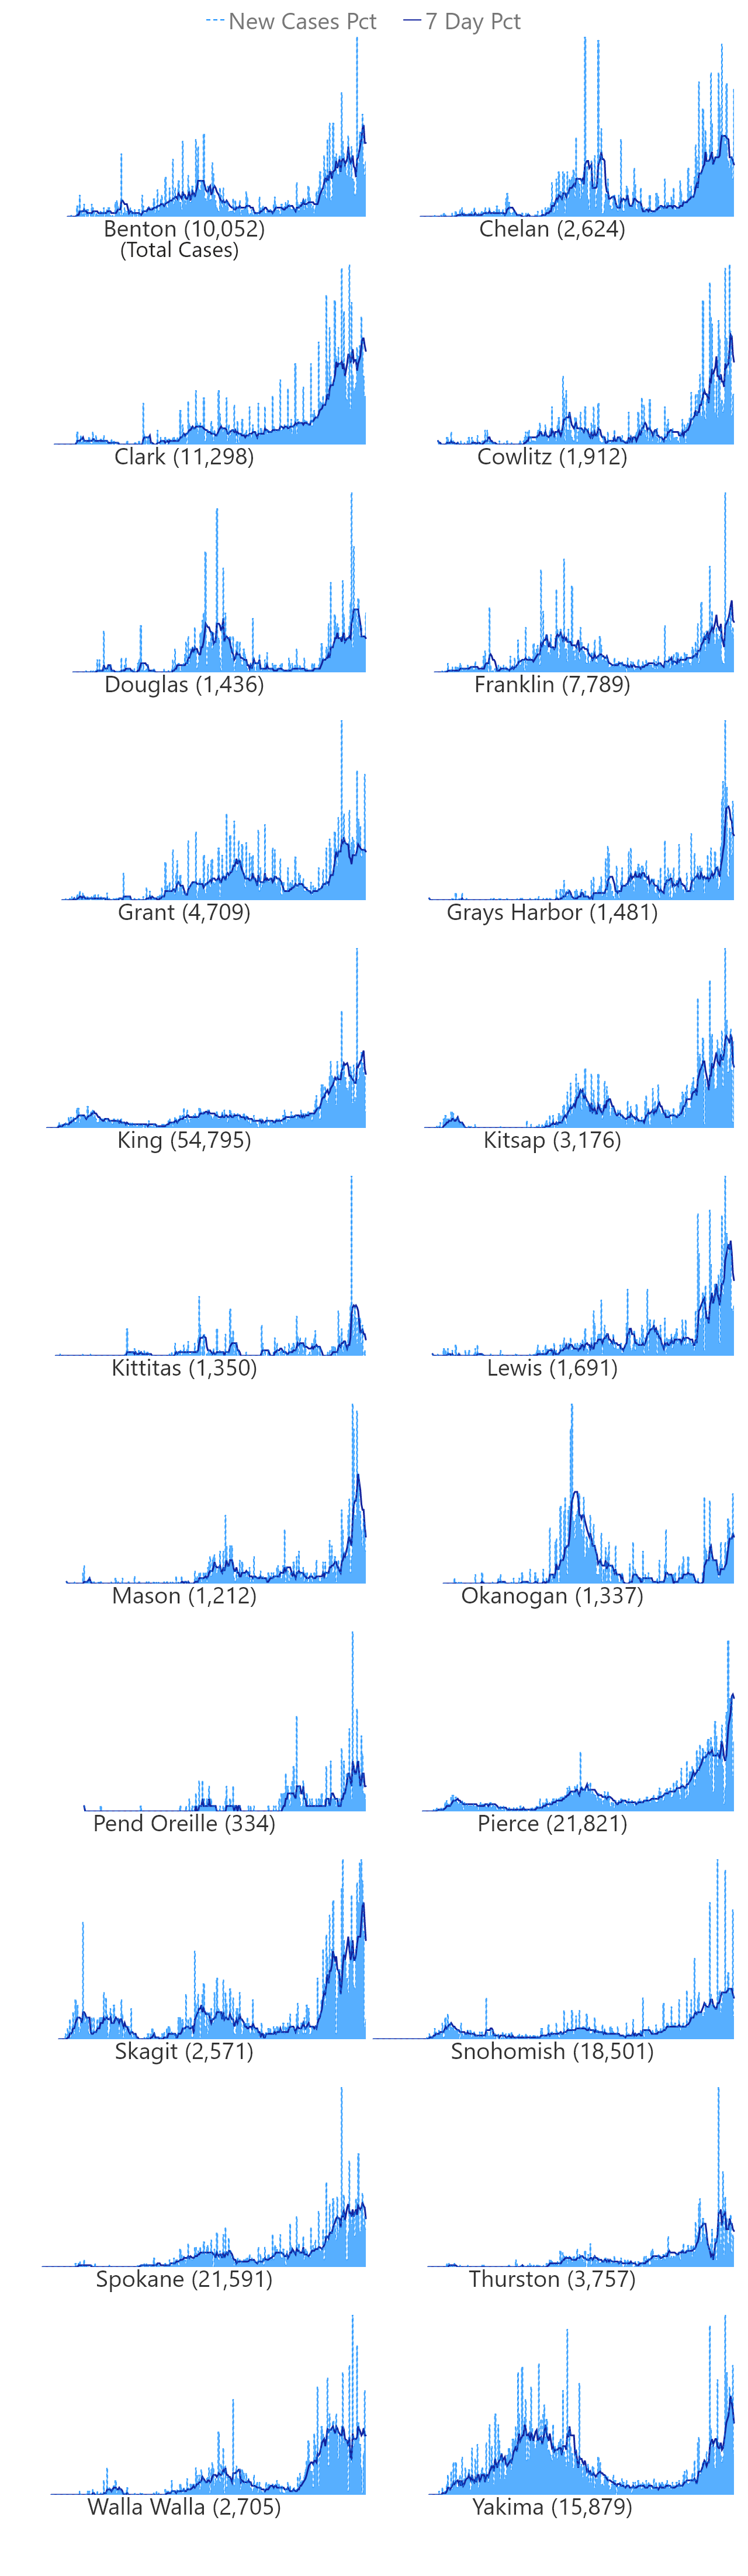 New Cases Pct 7 Day Pct
Benton (10,052) Chelan (2,624)
(Total Cases)
Clark (11,298) Cowlitz (1,912)
Douglas (1,436) Franklin (7,789)
Grant (4,709) Grays Harbor (1,481)
King (54,795) Kitsap (3,176)
Kittitas (1,350) Lewis (1,691)
Mason (1,212) Okanogan (1,337)
Pend Oreille (334) Pierce (21,821)
Skagit (2,571) Snohomish (18,501)
Spokane (21,591) Thurston (3,757)
Walla Walla (2,705) Yakima (15,879)